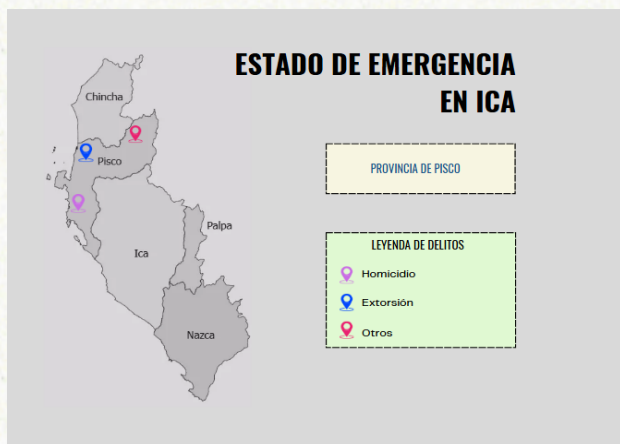 ESTADO DE EMERGENCIA
EN ICA
Chincha
Pisco
Palpa
Ica
Nazca
PROVINCIA DE PISCO
LEYENDA DE DELITOS
Homicidio
Extorsión
Otros